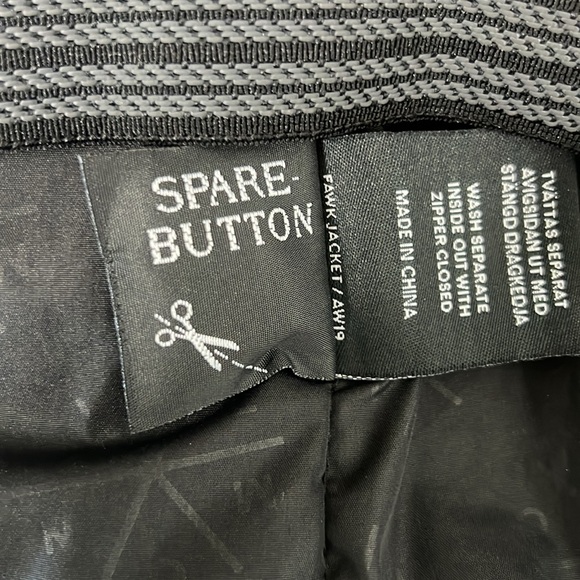 SPARE-
BUTTON
FAWK JACKET / AW19
MADE IN CHINA
WASH SEPARATE
INSIDE OUT WITH
ZIPPER CLOSED
TVÄTTAS SEPARAT
AVIGSIDAN UT MED
STÄNGD DRAGKEDJA